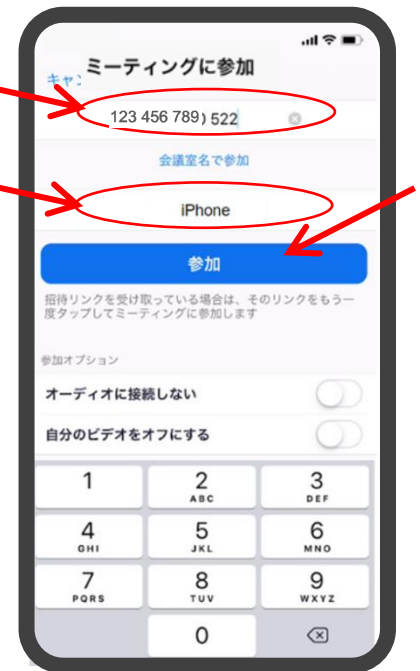 ミーティングに参加
キャン
123 456 789) 522
会議室名で参加
iPhone
参加
招待リンクを受け取っている場合は、そのリンクをもう一
度タップしてミーティングに参加します
参加オプション
オーディオに接続しない
自分のビデオをオフにする
1 2 3
ABC DEF
4 5 6
GHI JKL MNO
7 8 9
PQRS TUV WXYZ
0